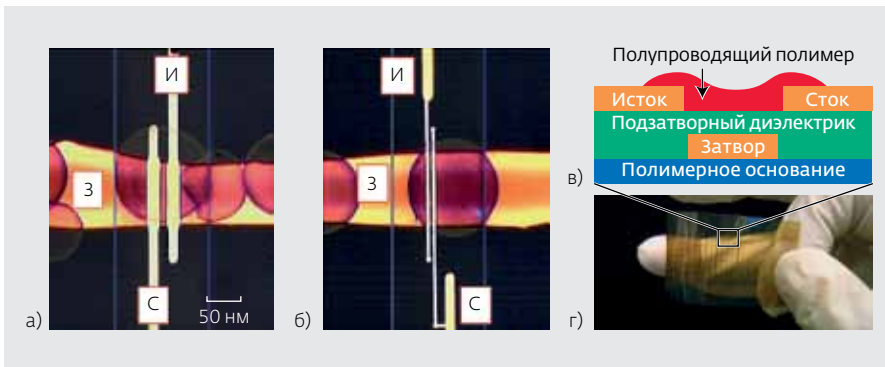 И
З
С
50 нм
а)
И
З
С
б)
Полупроводящий полимер
Исток
Сток
Подзатворный диэлектрик
Затвор
Полимерное основание
в)
г)